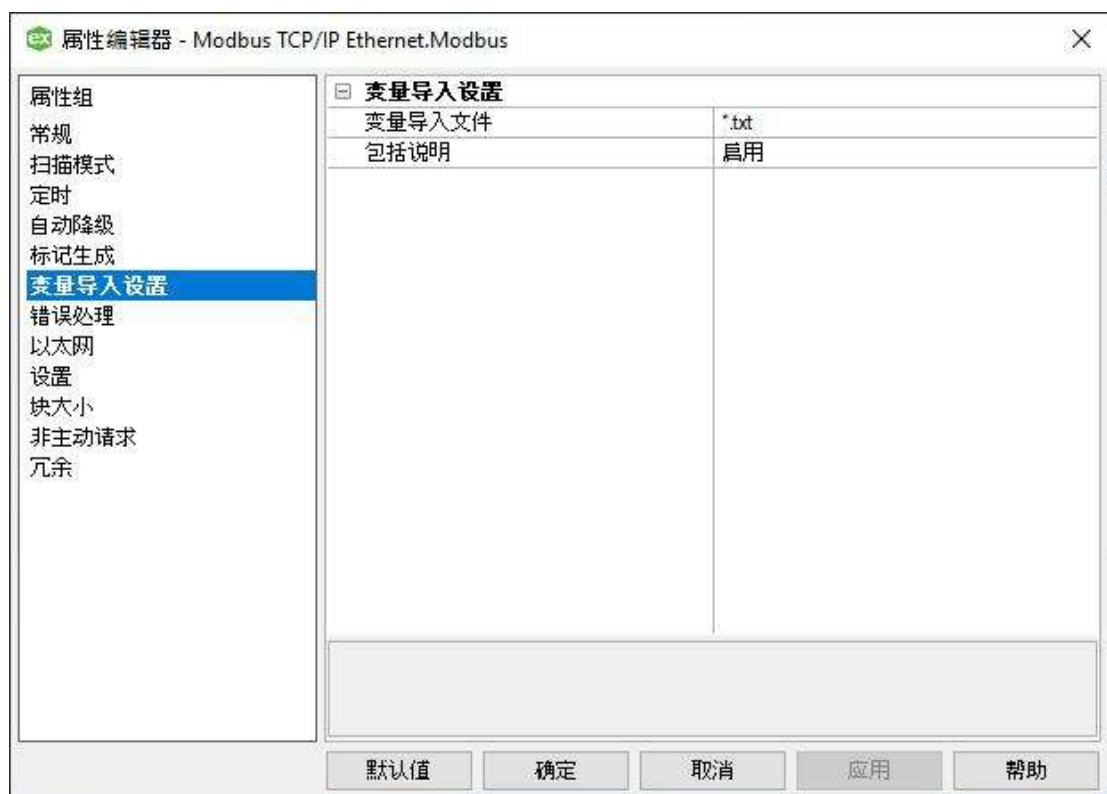 ex 属性编辑器 - Modbus TCP/IP Ethernet.Modbus
属性组
常规
扫描模式
定时
自动降级
标记生成
变量导入设置
错误处理
以太网
设置
块大小
非主动请求
冗余
变量导入设置
变量导入文件 *.txt
包括说明 启用
默认值 确定 取消 应用 帮助